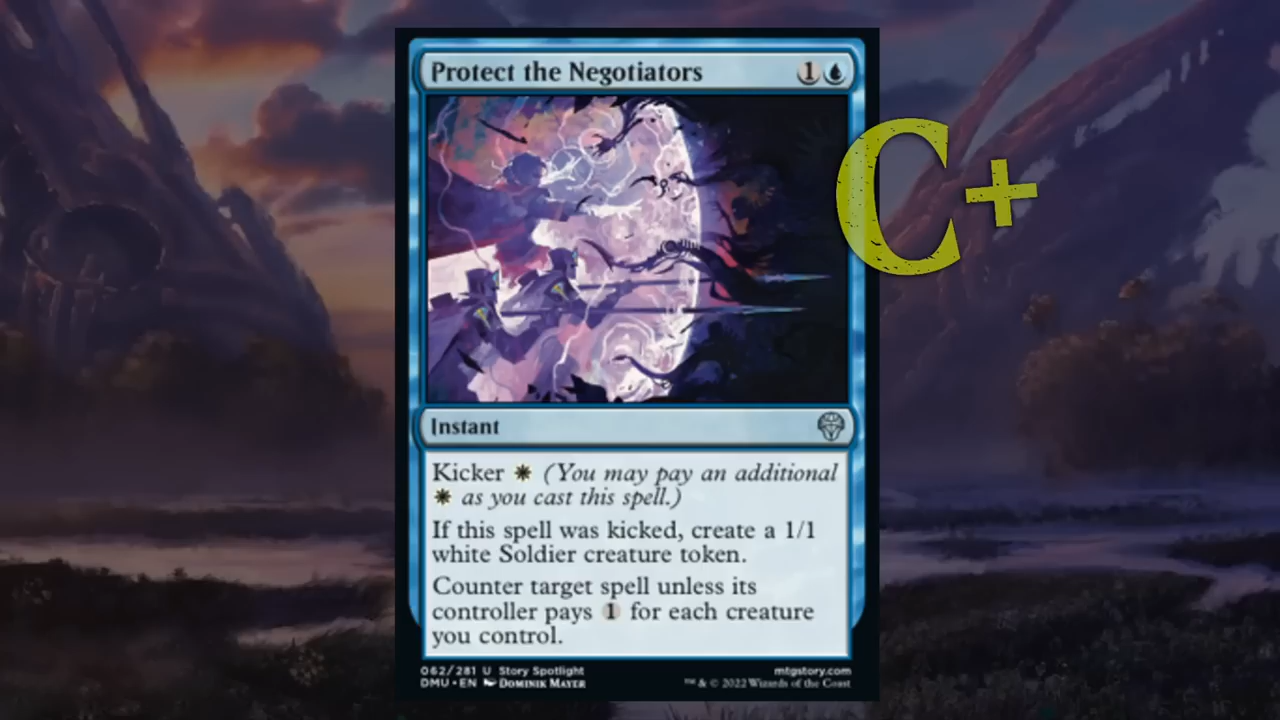 Protect the Negotiators 1
C+
Instant
Kicker (You may pay an additional
as you cast this spell.)
If this spell was kicked, create a 1/1
white Soldier creature token.
Counter target spell unless its
controller pays 1 for each creature
you control.
062/281 U Story Spotlight
mtgstory.com
DMU • EN Dominik Mayer
™ & © 2022 Wizards of the Coast